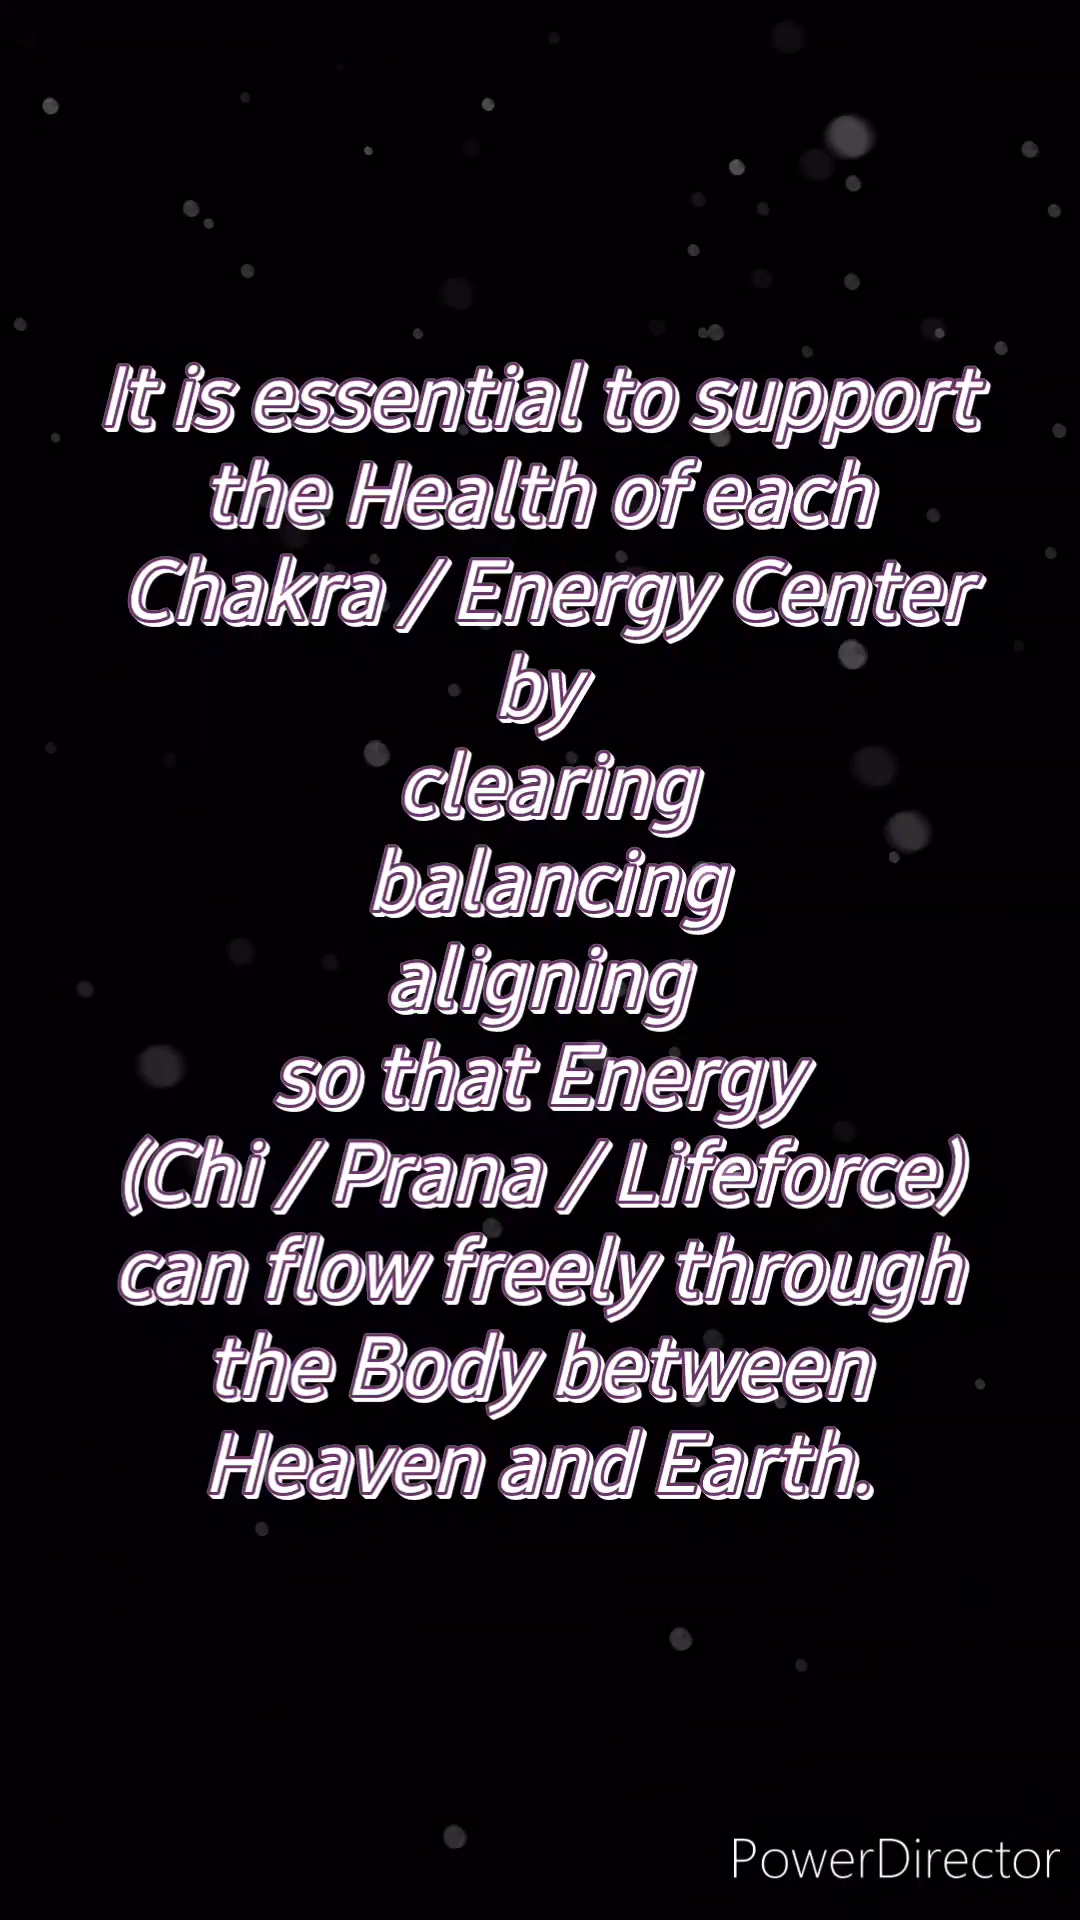 It is essential to support
the Health of each
Chakra / Energy Center
by
clearing
balancing
aligning
so that Energy
(Chi / Prana / Lifeforce)
can flow freely through
the Body between
Heaven and Earth.
PowerDirector